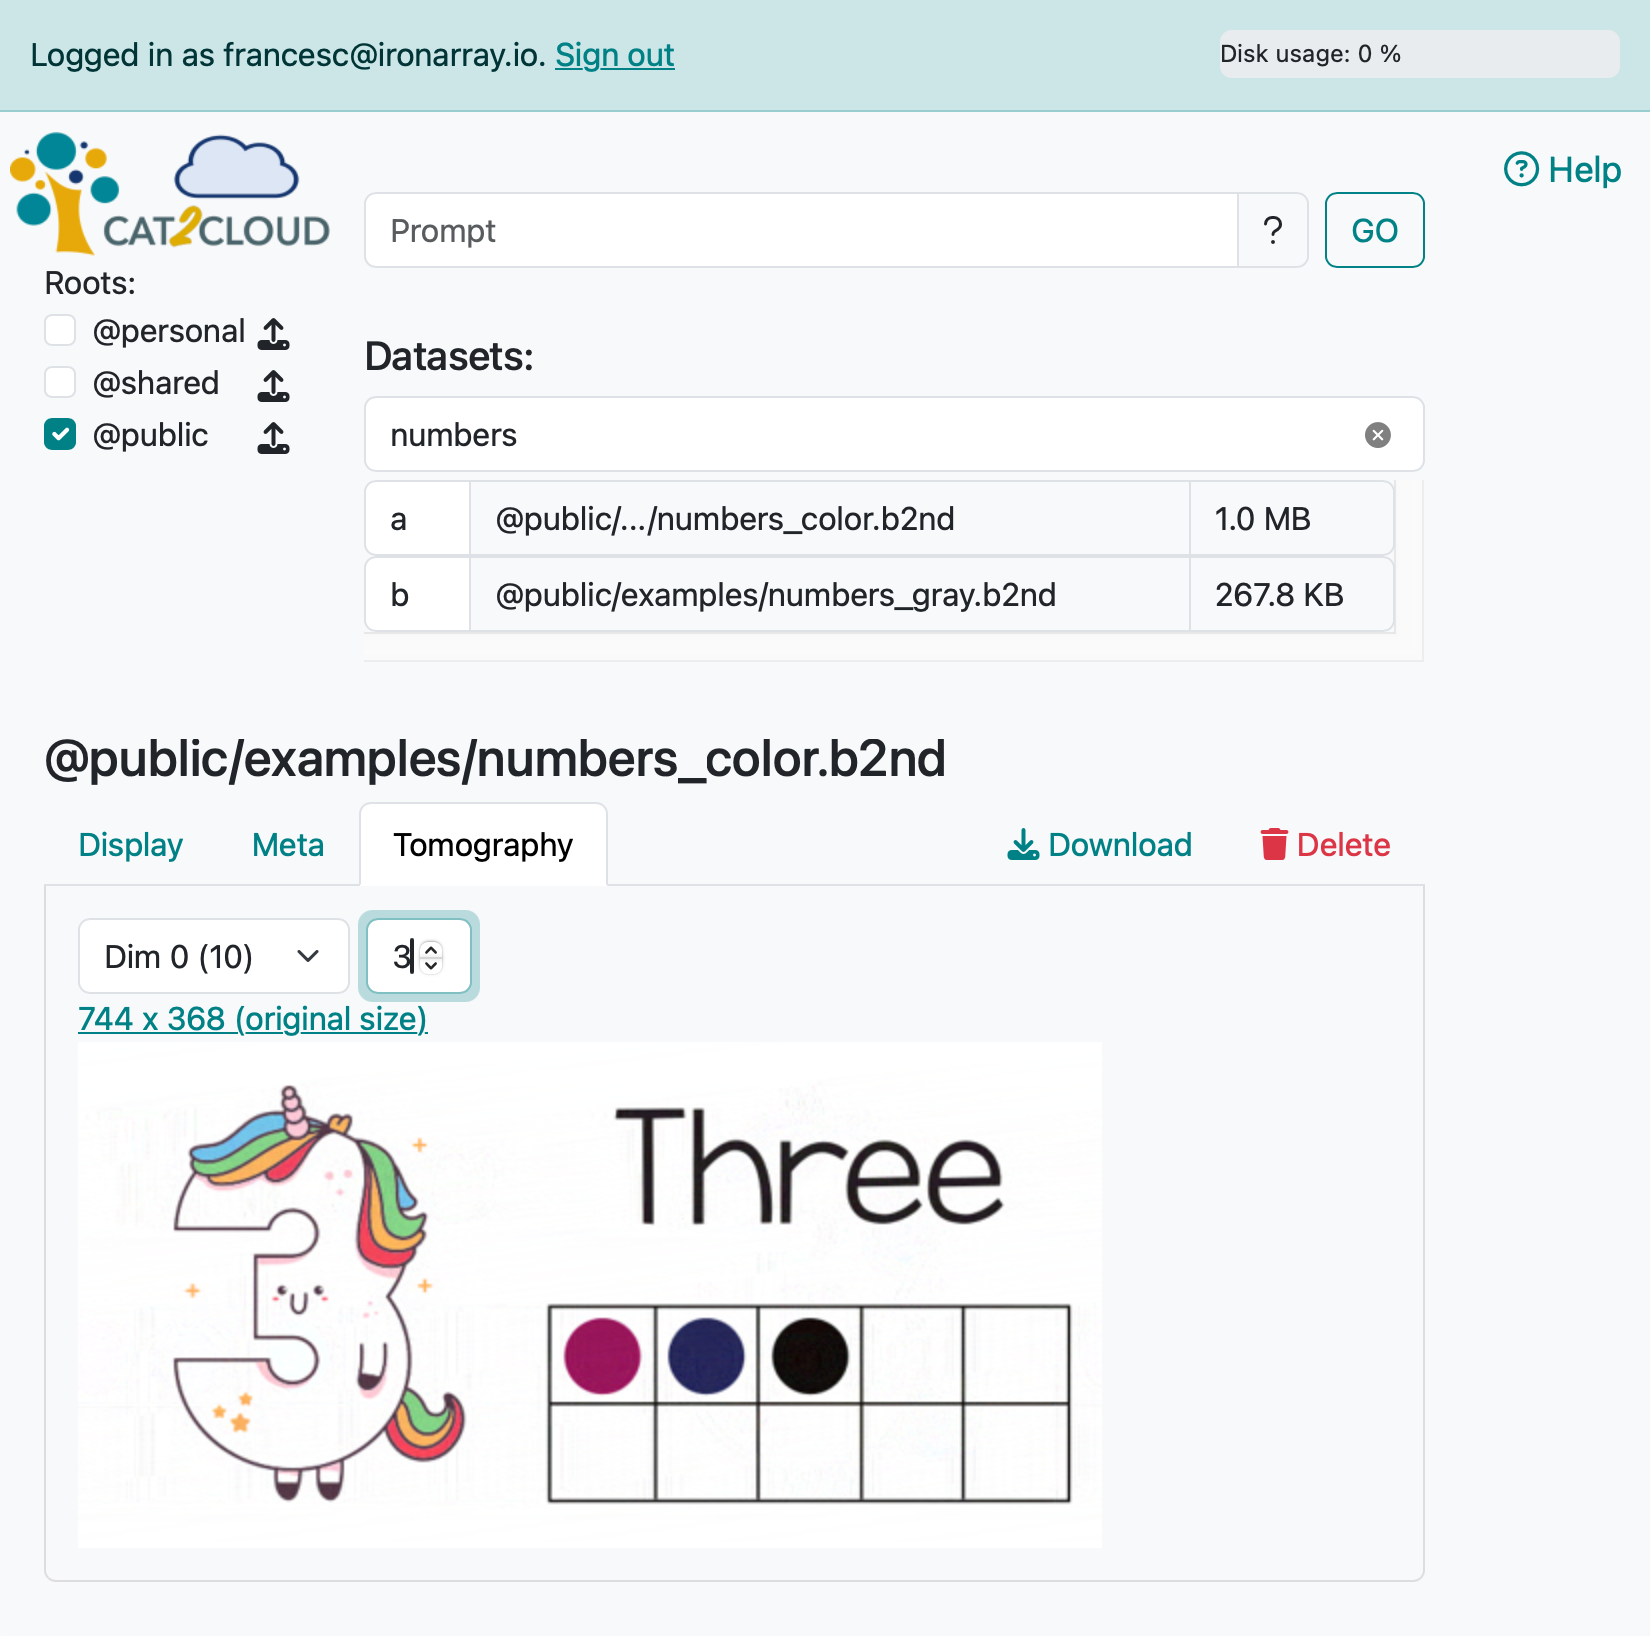 Logged in as francesc@ironarray.io. Sign out
Disk usage: 0 %
CAT2CLOUD
? Help
Prompt
?
GO
Roots:
@personal
@shared
@public
Datasets:
numbers
a @public/.../numbers_color.b2nd 1.0 MB
b @public/examples/numbers_gray.b2nd 267.8 KB
@public/examples/numbers_color.b2nd
Display Meta Tomography Download Delete
Dim 0 (10) 3
744 x 368 (original size)
3
Three